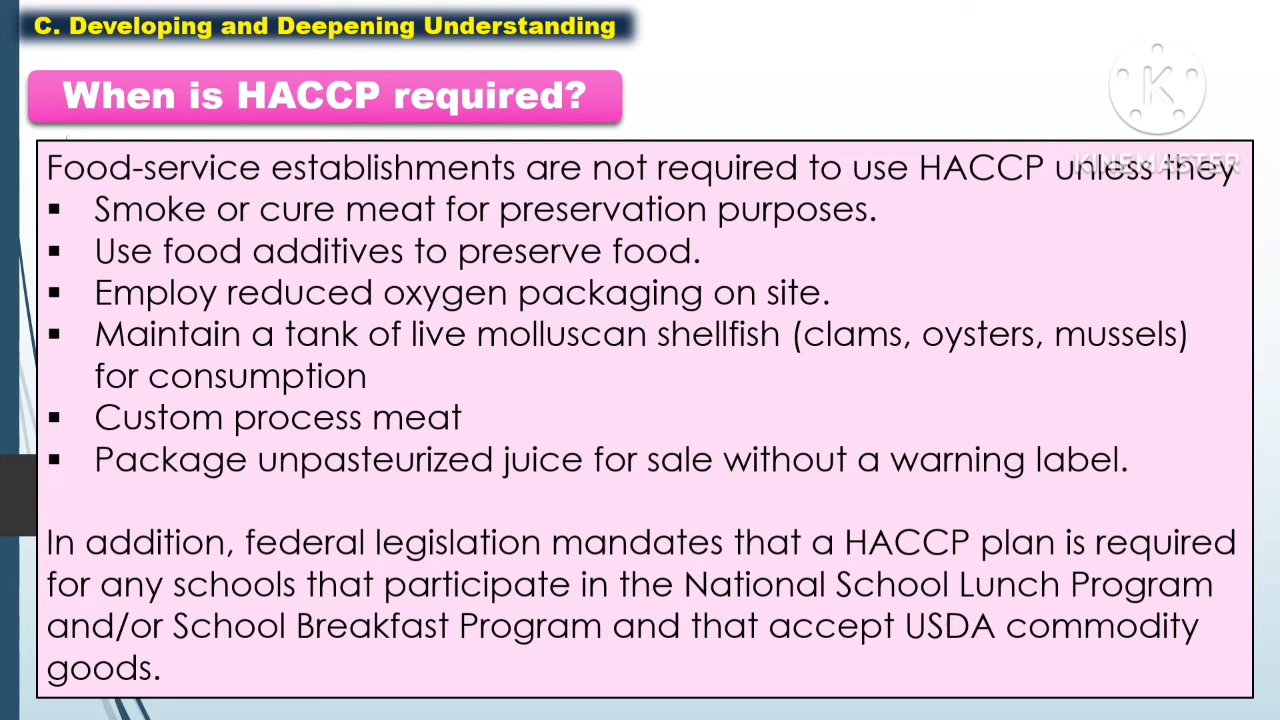 C. Developing and Deepening Understanding
When is HACCP required?
K
KINEMASTER
Food-service establishments are not required to use HACCP unless they
▪ Smoke or cure meat for preservation purposes.
▪ Use food additives to preserve food.
▪ Employ reduced oxygen packaging on site.
▪ Maintain a tank of live molluscan shellfish (clams, oysters, mussels)
for consumption
▪ Custom process meat
▪ Package unpasteurized juice for sale without a warning label.
In addition, federal legislation mandates that a HACCP plan is required
for any schools that participate in the National School Lunch Program
and/or School Breakfast Program and that accept USDA commodity
goods.